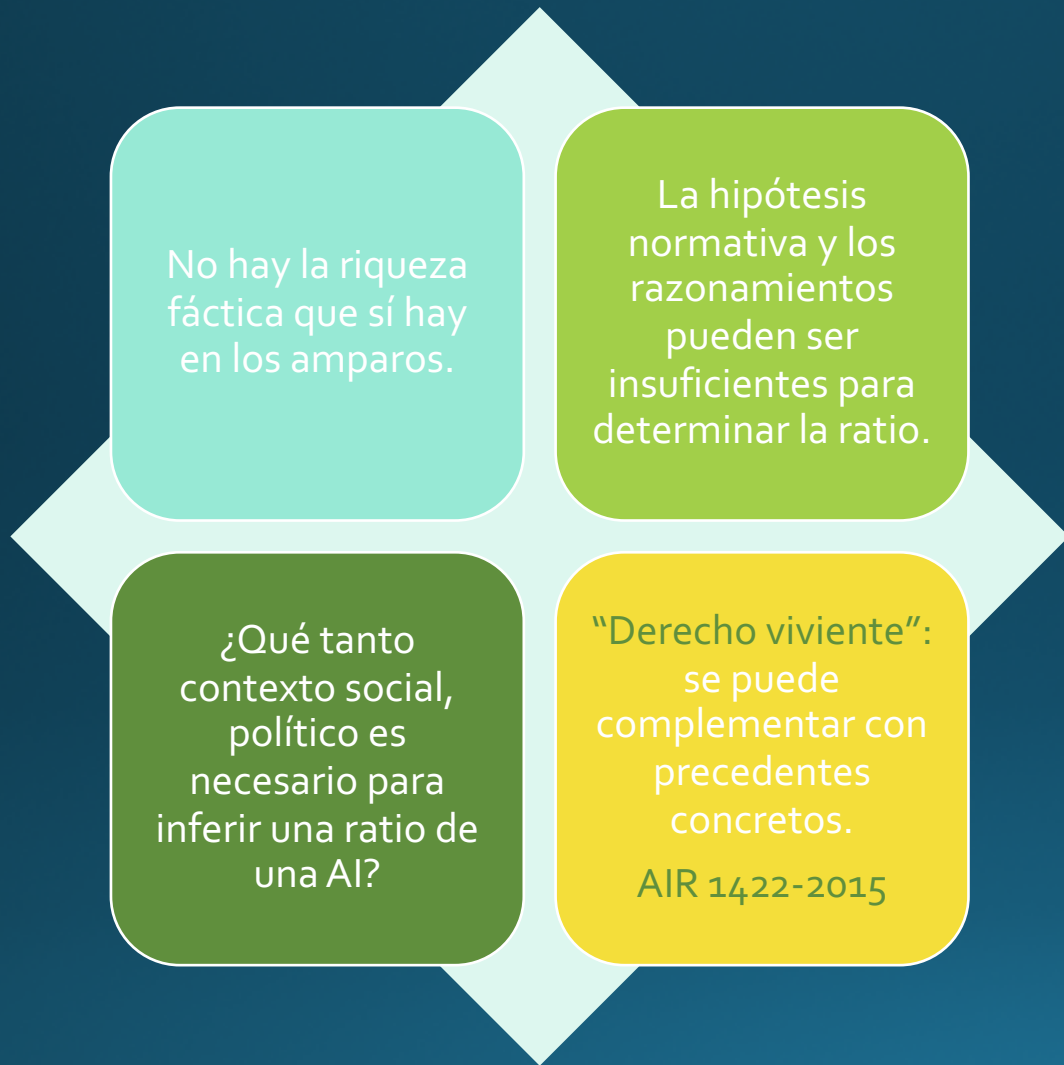 No hay la riqueza
fáctica que sí hay
en los amparos.
La hipótesis
normativa y los
razonamientos
pueden ser
insuficientes para
determinar la ratio.
¿Qué tanto
contexto social,
político es
necesario para
inferir una ratio de
una AI?
“Derecho viviente”:
se puede
complementar con
precedentes
concretos.
AIR 1422-2015